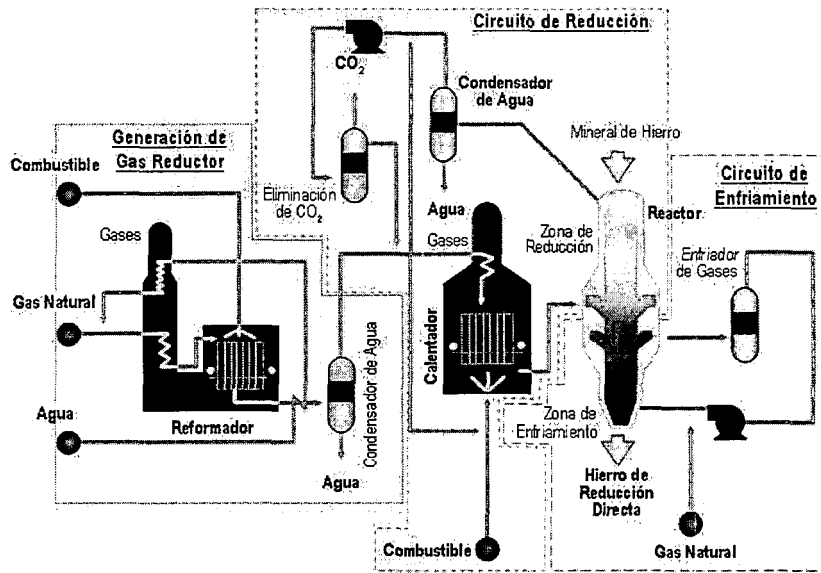 Circuito de Reducción
CO2
Condensador
de Agua
Mineral de Hierro
Generación de
Gas Reductor
Combustible
Circuito de
Enfriamiento
Eliminación
de CO2
Agua
Gases
Reactor
Zona de
Reducción
Enfriador
de Gases
Gases
Gas Natural
Calentador
Condensador de Agua
Agua
Reformador
Zona de
Enfriamiento
Agua
Hierro de
Reducción
Directa
Combustible
Gas Natural